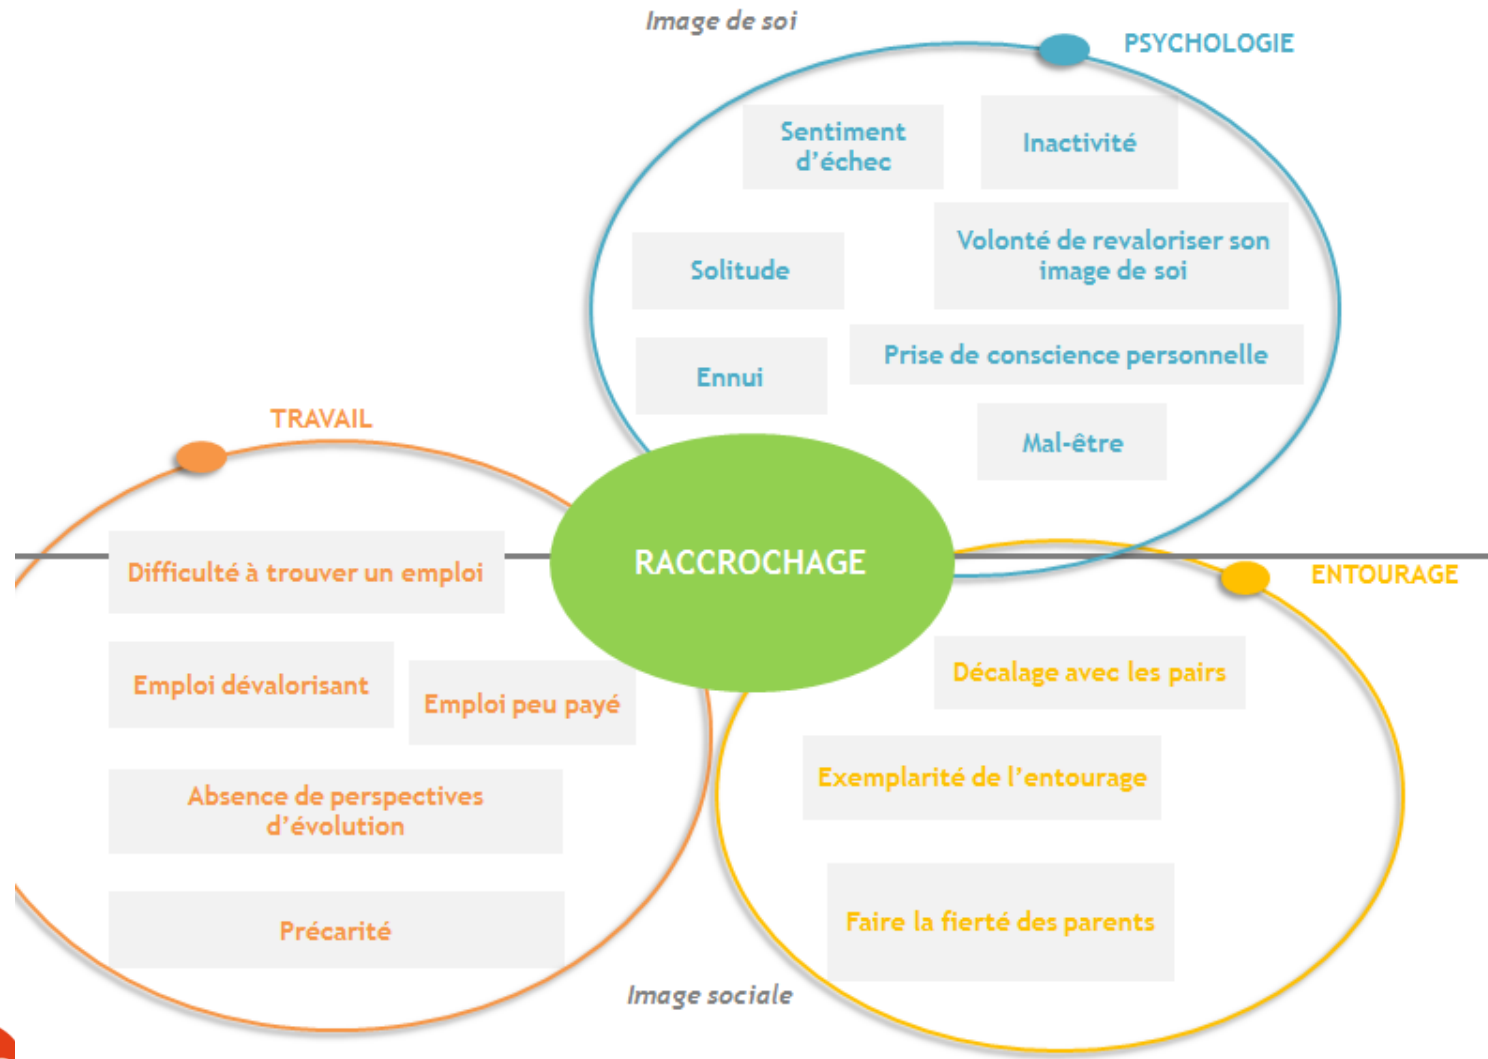 Image de soi
PSYCHOLOGIE
Sentiment
d’échec
Inactivité
Volonté de revaloriser son
image de soi
Solitude
Prise de conscience personnelle
Ennui
Mal-être
TRAVAIL
RACCROCHAGE
ENTOURAGE
Difficulté à trouver un emploi
Emploi dévalorisant
Emploi peu payé
Absence de perspectives
d’évolution
Précarité
Décalage avec les pairs
Exemplarité de l’entourage
Faire la fierté des parents
Image sociale